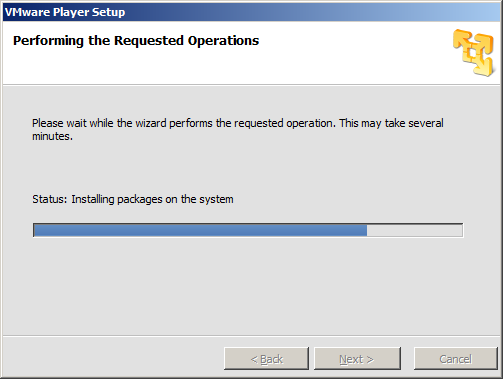 VMware Player Setup
Performing the Requested Operations
Please wait while the wizard performs the requested operation. This may take several
minutes.
Status: Installing packages on the system
< Back Next > Cancel